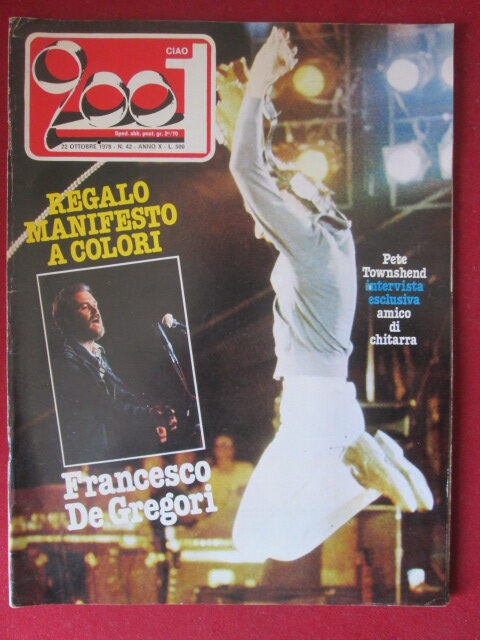 CIAO
2001
Sped. abb. post. gr. 2°/70
22 OTTOBRE 1978 - N. 42 - ANNO X - L. 500
REGALO
MANIFESTO
A COLORI
Pete
Townshend
intervista
esclusiva
amico
di
chitarra
Francesco
De Gregori